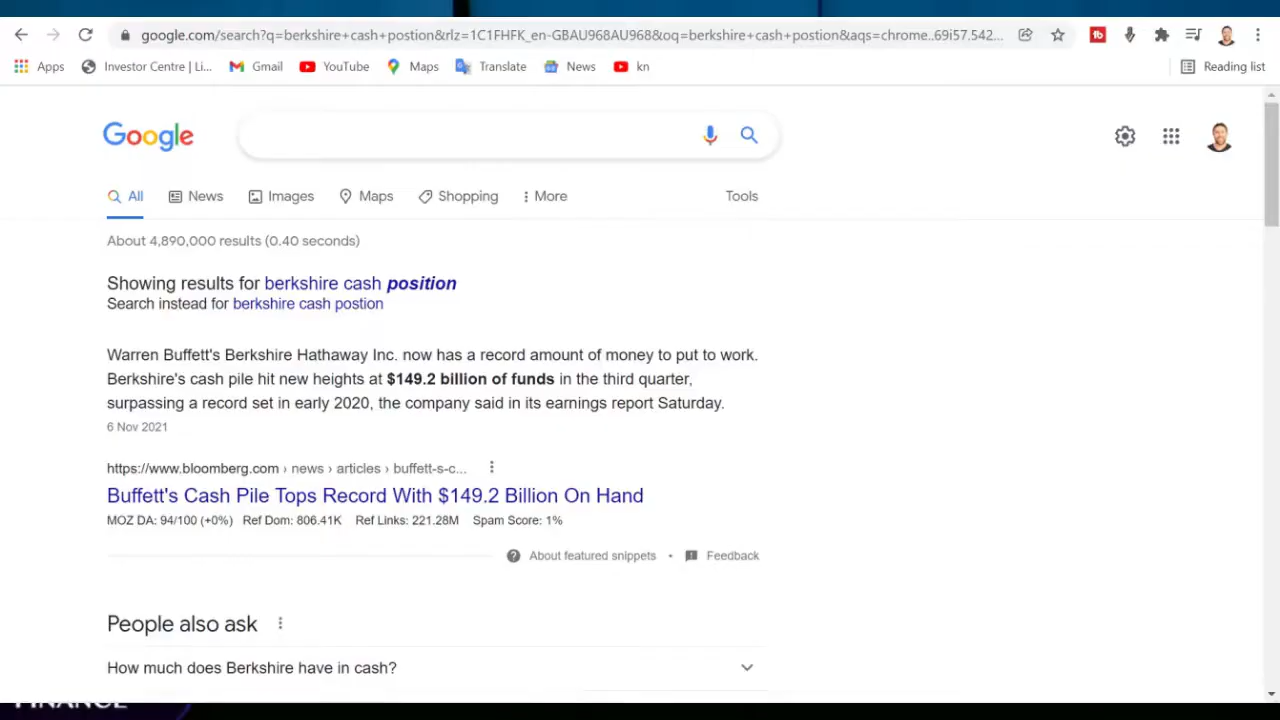 google.com/search?q=berkshire+cash+postion&rlz=1C1FHFK_en-GBAU968AU968&oq=berkshire+cash+postion&aqs=chrome..69i57.542...
Apps Investor Centre | Li... Gmail YouTube Maps Translate News kn Reading list
Google
All News Images Maps Shopping More Tools
About 4,890,000 results (0.40 seconds)
Showing results for berkshire cash position
Search instead for berkshire cash postion
Warren Buffett's Berkshire Hathaway Inc. now has a record amount of money to put to work.
Berkshire's cash pile hit new heights at $149.2 billion of funds in the third quarter,
surpassing a record set in early 2020, the company said in its earnings report Saturday.
6 Nov 2021
https://www.bloomberg.com › news › articles › buffett-s-c...
Buffett's Cash Pile Tops Record With $149.2 Billion On Hand
MOZ DA: 94/100 (+0%) Ref Dom: 806.41K Ref Links: 221.28M Spam Score: 1%
About featured snippets • Feedback
People also ask
How much does Berkshire have in cash?
FINANCE